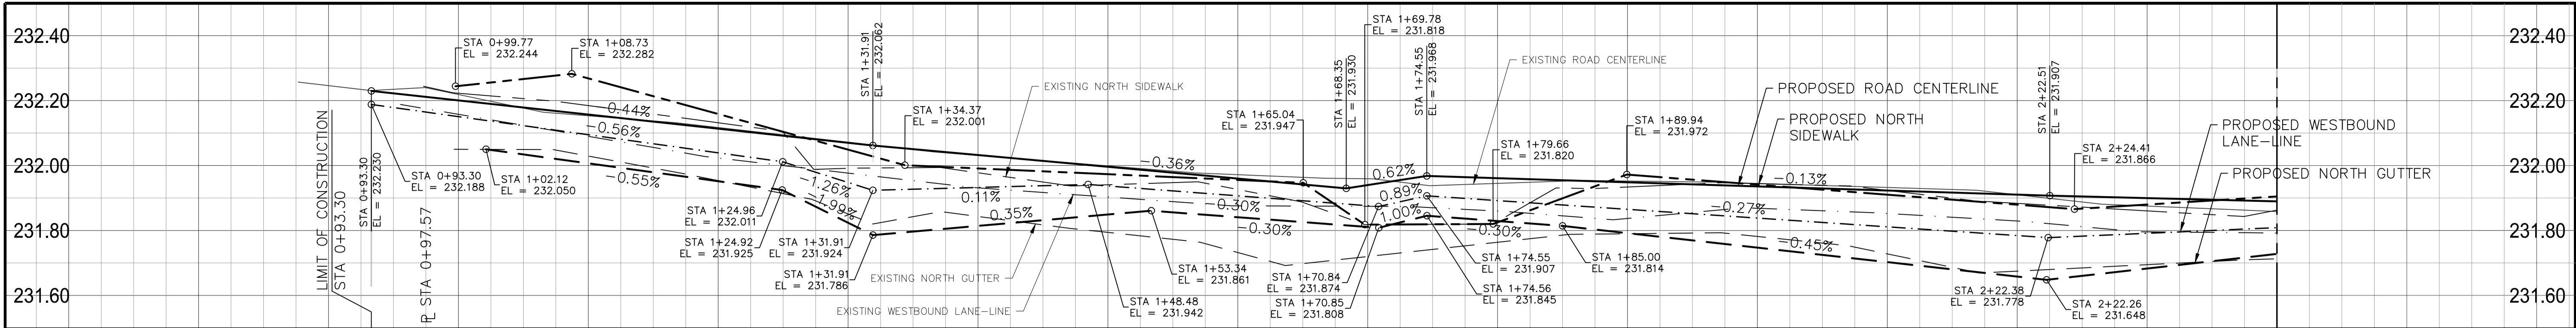 232.40
232.20
232.00
231.80
231.60
LIMIT OF CONSTRUCTION
STA 0+93.30
STA 0+93.30
EL = 232.230
STA 0+93.30
EL = 232.188
STA 0+97.57
STA 0+99.77
EL = 232.244
STA 1+02.12
EL = 232.050
STA 1+08.73
EL = 232.282
-0.44%
-0.56%
-0.55%
STA 1+24.96
EL = 232.011
STA 1+24.92
EL = 231.925
-1.26%
-1.99%
STA 1+31.91
EL = 232.062
STA 1+31.91
EL = 231.924
STA 1+31.91
EL = 231.786
STA 1+34.37
EL = 232.001
EXISTING NORTH SIDEWALK
0.11%
0.35%
EXISTING NORTH GUTTER
EXISTING WESTBOUND LANE-LINE
STA 1+48.48
EL = 231.942
STA 1+53.34
EL = 231.861
-0.36%
-0.30%
-0.30%
STA 1+65.04
EL = 231.947
STA 1+68.35
EL = 231.930
STA 1+69.78
EL = 231.818
STA 1+70.84
EL = 231.874
STA 1+70.85
EL = 231.808
0.62%
0.89%
1.00%
STA 1+74.55
EL = 231.968
STA 1+74.55
EL = 231.907
STA 1+74.56
EL = 231.845
EXISTING ROAD CENTERLINE
STA 1+79.66
EL = 231.820
-0.30%
STA 1+85.00
EL = 231.814
STA 1+89.94
EL = 231.972
PROPOSED ROAD CENTERLINE
PROPOSED NORTH
SIDEWALK
-0.13%
-0.27%
-0.45%
STA 2+22.51
EL = 231.907
STA 2+24.41
EL = 231.866
STA 2+22.38
EL = 231.778
STA 2+22.26
EL = 231.648
PROPOSED WESTBOUND
LANE-LINE
PROPOSED NORTH GUTTER
232.40
232.20
232.00
231.80
231.60